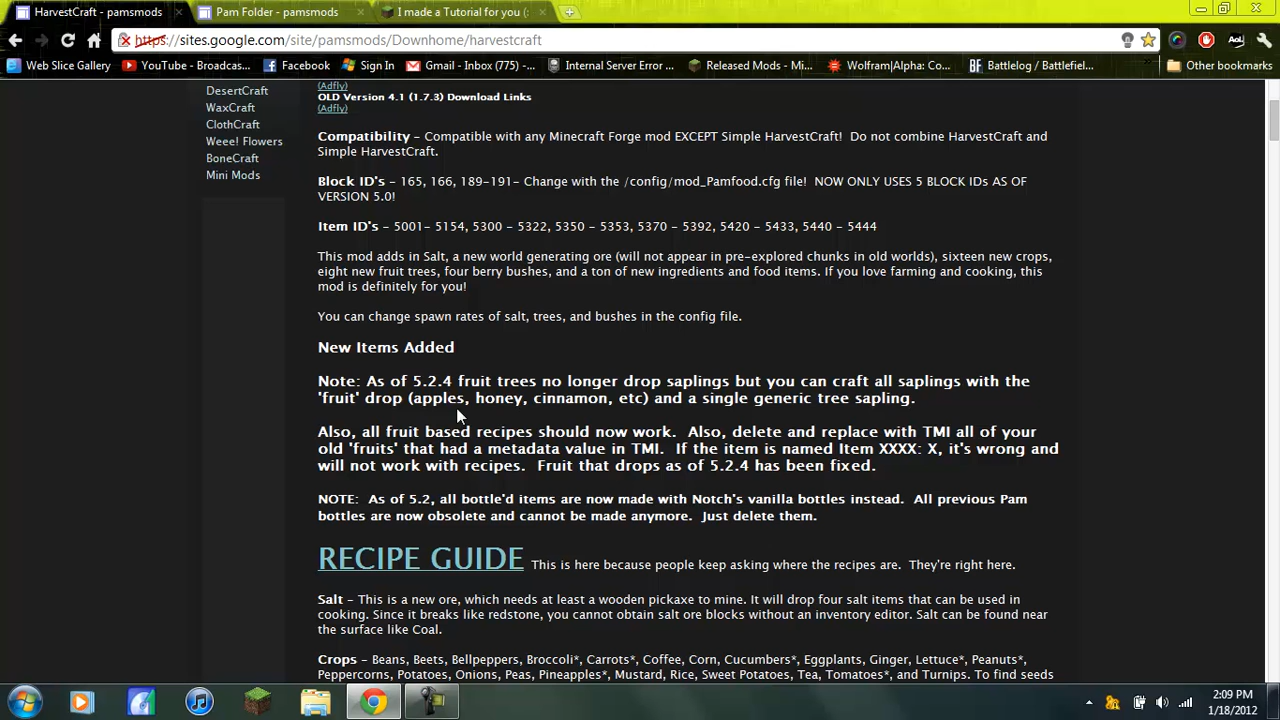 HarvestCraft - pamsmods
Pam Folder - pamsmods
I made a Tutorial for you (:
https://sites.google.com/site/pamsmods/Downhome/harvestcraft
Web Slice Gallery
YouTube - Broadcas...
Facebook
Sign In
Gmail - Inbox (775) -...
Internal Server Error ...
Released Mods - Mi...
Wolfram|Alpha: Co...
Battlelog / Battlefiel...
Other bookmarks
DesertCraft
WaxCraft
ClothCraft
Weee! Flowers
BoneCraft
Mini Mods
(Adfly)
OLD Version 4.1 (1.7.3) Download Links
(Adfly)
Compatibility - Compatible with any Minecraft Forge mod EXCEPT Simple HarvestCraft!  Do not combine HarvestCraft and
Simple HarvestCraft.
Block ID's - 165, 166, 189-191- Change with the /config/mod_Pamfood.cfg file!  NOW ONLY USES 5 BLOCK IDs AS OF
VERSION 5.0!
Item ID's - 5001- 5154, 5300 - 5322, 5350 - 5353, 5370 - 5392, 5420 - 5433, 5440 - 5444
This mod adds in Salt, a new world generating ore (will not appear in pre-explored chunks in old worlds), sixteen new crops,
eight new fruit trees, four berry bushes, and a ton of new ingredients and food items. If you love farming and cooking, this
mod is definitely for you!
You can change spawn rates of salt, trees, and bushes in the config file.
New Items Added
Note: As of 5.2.4 fruit trees no longer drop saplings but you can craft all saplings with the
'fruit' drop (apples, honey, cinnamon, etc) and a single generic tree sapling.
Also, all fruit based recipes should now work.  Also, delete and replace with TMI all of your
old 'fruits' that had a metadata value in TMI.  If the item is named Item XXXX: X, it's wrong and
will not work with recipes.  Fruit that drops as of 5.2.4 has been fixed.
NOTE:  As of 5.2, all bottle'd items are now made with Notch's vanilla bottles instead.  All previous Pam
bottles are now obsolete and cannot be made anymore.  Just delete them.
RECIPE GUIDE  This is here because people keep asking where the recipes are.  They're right here.
Salt - This is a new ore, which needs at least a wooden pickaxe to mine. It will drop four salt items that can be used in
cooking. Since it breaks like redstone, you cannot obtain salt ore blocks without an inventory editor. Salt can be found near
the surface like Coal.
Crops - Beans, Beets, Bellpeppers, Broccoli*, Carrots*, Coffee, Corn, Cucumbers*, Eggplants, Ginger, Lettuce*, Peanuts*,
Peppercorns, Potatoes, Onions, Peas, Pineapples*, Mustard, Rice, Sweet Potatoes, Tea, Tomatoes*, and Turnips. To find seeds
2:09 PM
1/18/2012